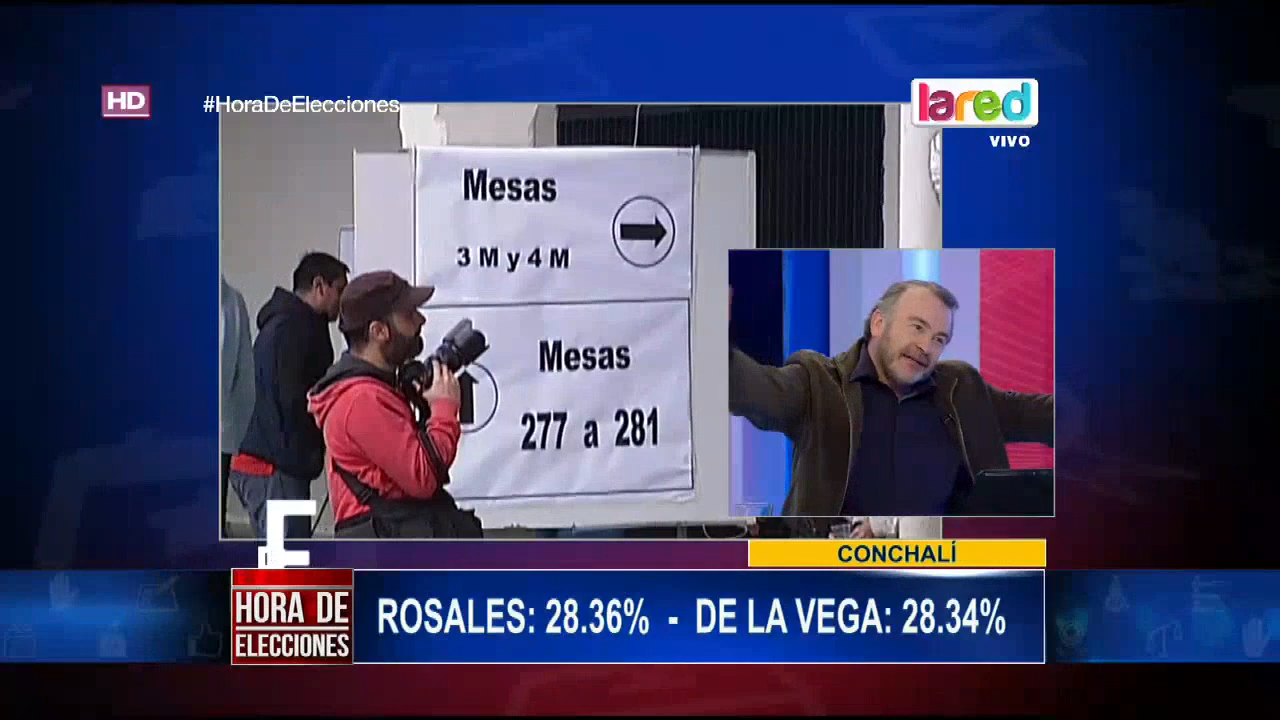 HD
#HoraDeElecciones
lared
VIVO
Mesas
3 M y 4 M
Mesas
277 a 281
CONCHALÍ
HORA DE
ELECCIONES
ROSALES: 28.36% - DE LA VEGA: 28.34%